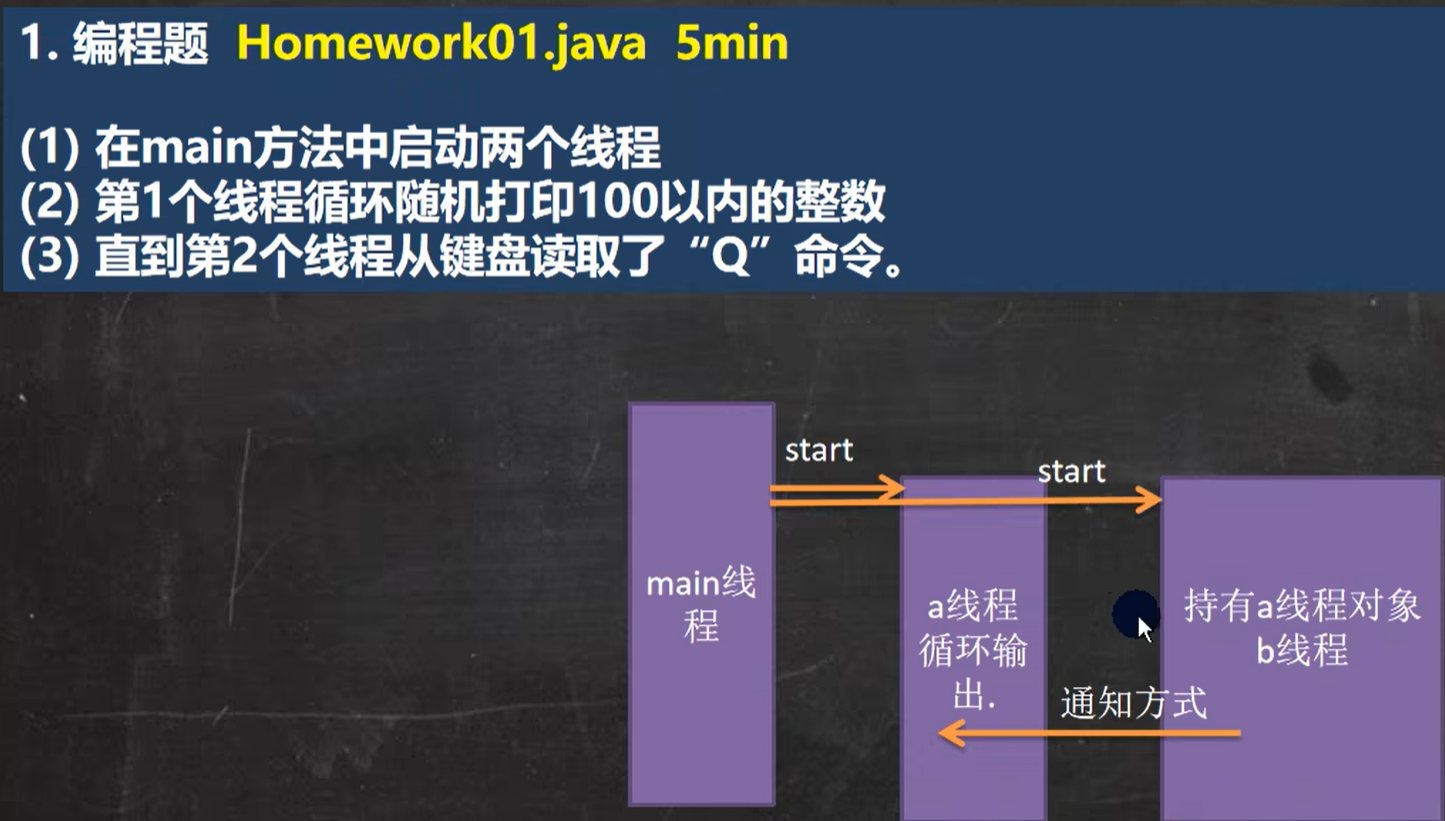 1. 编程题 Homework01.java 5min
(1) 在main方法中启动两个线程
(2) 第1个线程循环随机打印100以内的整数
(3) 直到第2个线程从键盘读取了“Q”命令。
start
start
main线
程
a线程
循环输
出.
持有a线程对象
b线程
通知方式